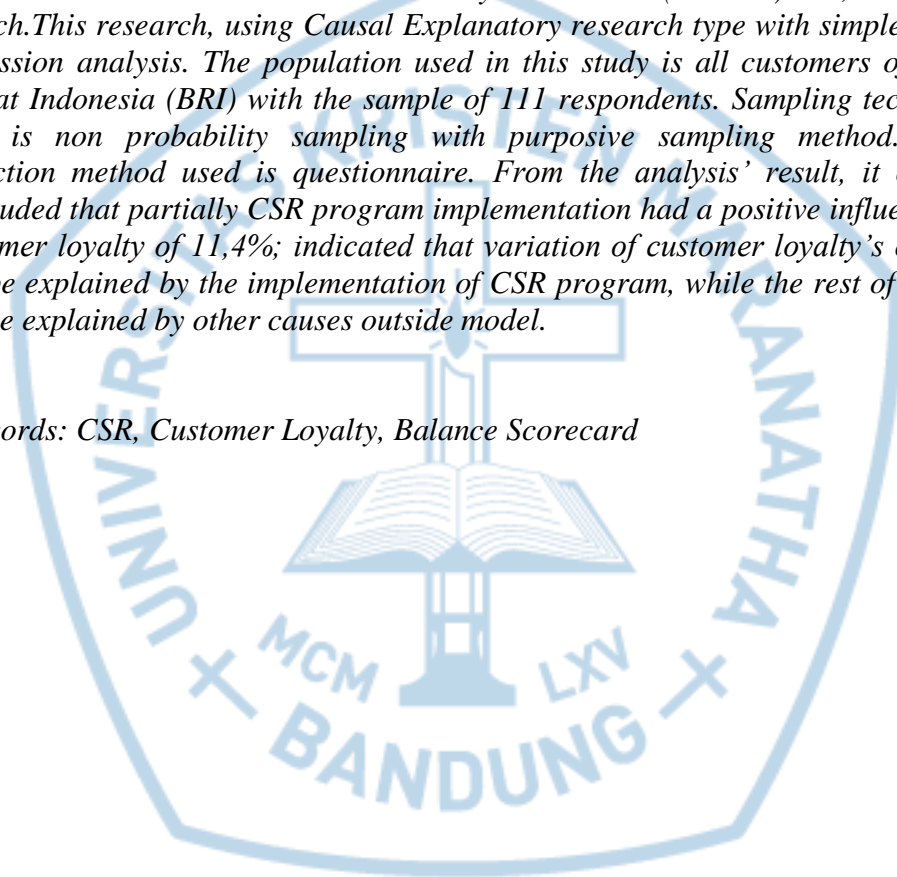 ch.This research, using Causal Explanatory research type with simple
ssion analysis. The population used in this study is all customers o
at Indonesia (BRI) with the sample of 111 respondents. Sampling tec
is non probability sampling with purposive sampling method.
ction method used is questionnaire. From the analysis' result, it
uded that partially CSR program implementation had a positive influe
mer loyalty of 11,4%; indicated that variation of customer loyalty's
e explained by the implementation of CSR program, while the rest of
e explained by other causes outside model.
ords: CSR, Customer Loyalty, Balance Scorecard
UNIVERSITAS KRISTEN MARANATHA
MCM LXV
BANDUNG